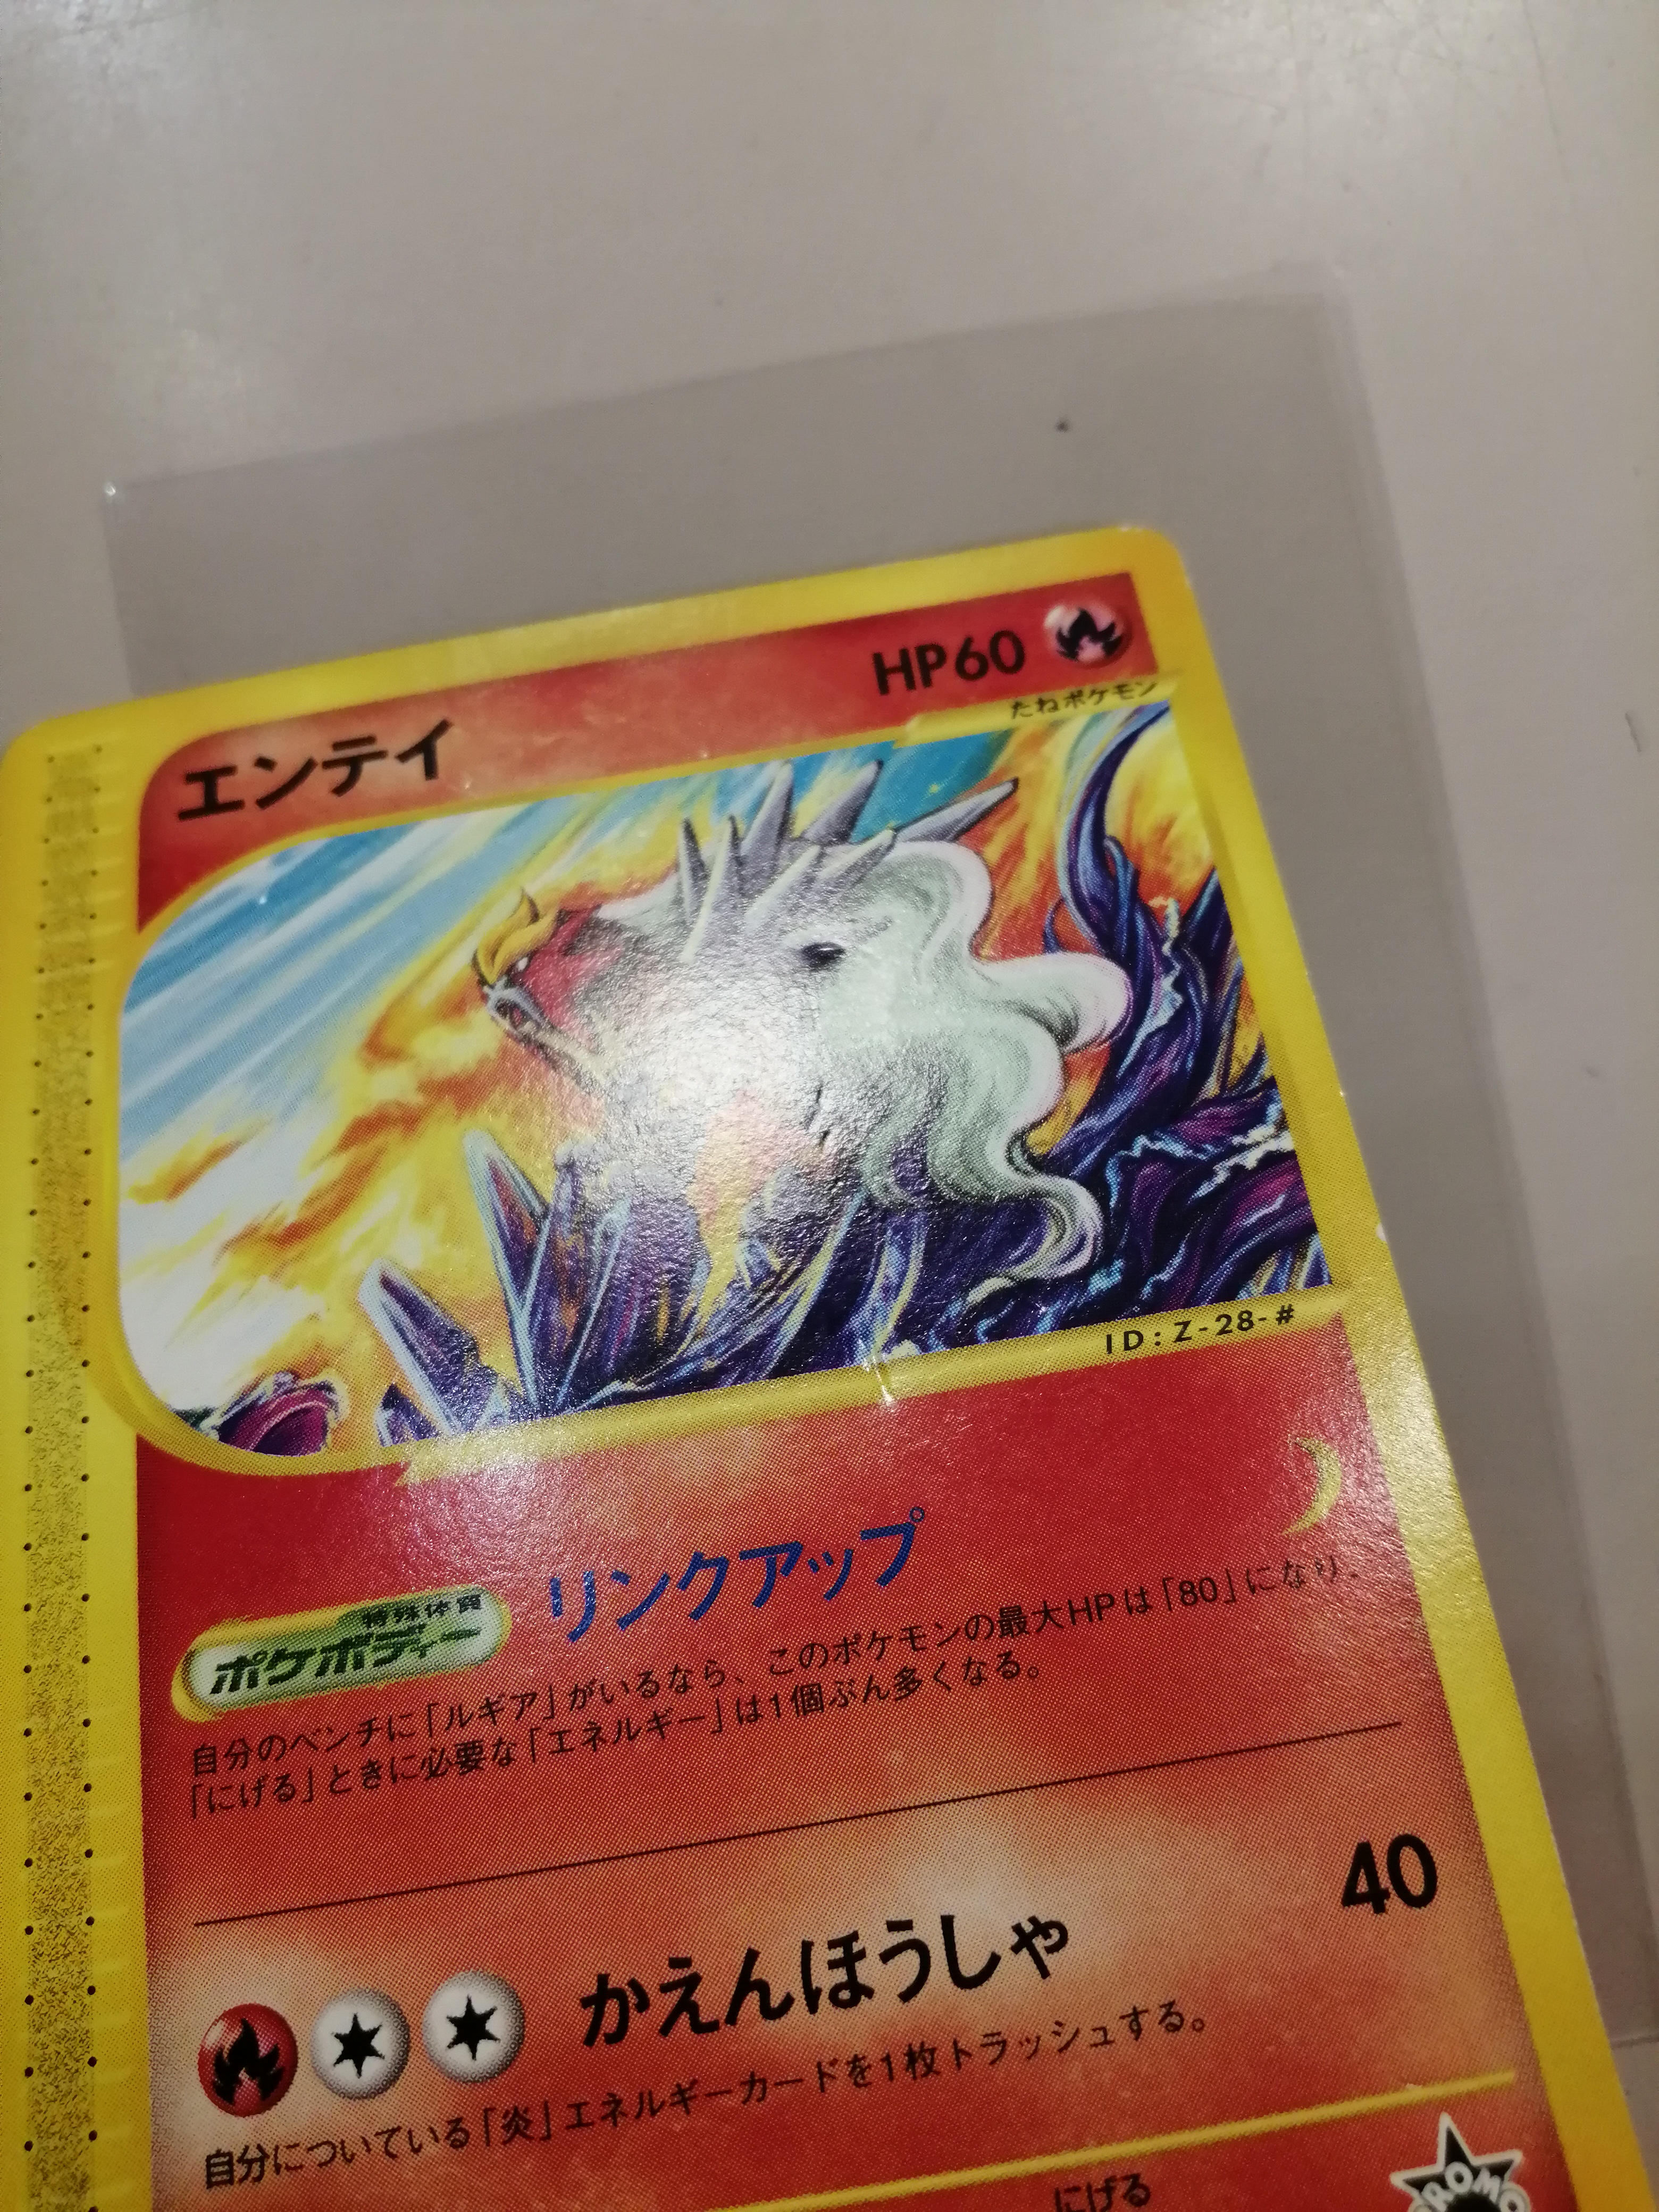 エンテイ
HP60
たねポケモン
ID:Z-28-#
特殊体質
ポケボディー
リンクアップ
自分のベンチに「ルギア」がいるなら、このポケモンの最大HPは「80」になり、
「にげる」ときに必要な「エネルギー」は1個ぶん多くなる。
かえんほうしゃ
40
自分についている「炎」エネルギーカードを1枚トラッシュする。
にげる
PROMO